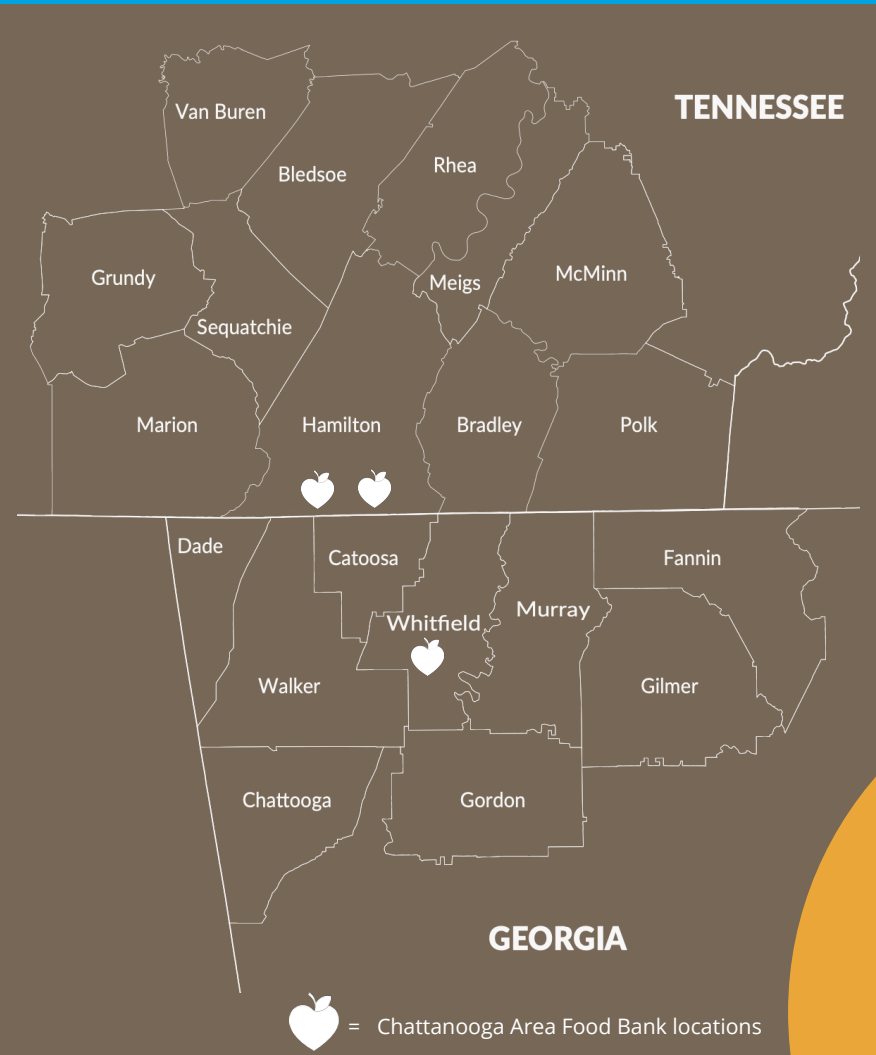 TENNESSEE
Van Buren
Bledsoe
Rhea
Grundy
Meigs
McMinn
Sequatchie
Marion
Hamilton
Bradley
Polk
Dade
Catoosa
Fannin
Whitfield
Murray
Walker
Gilmer
Chattooga
Gordon
GEORGIA
= Chattanooga Area Food Bank locations